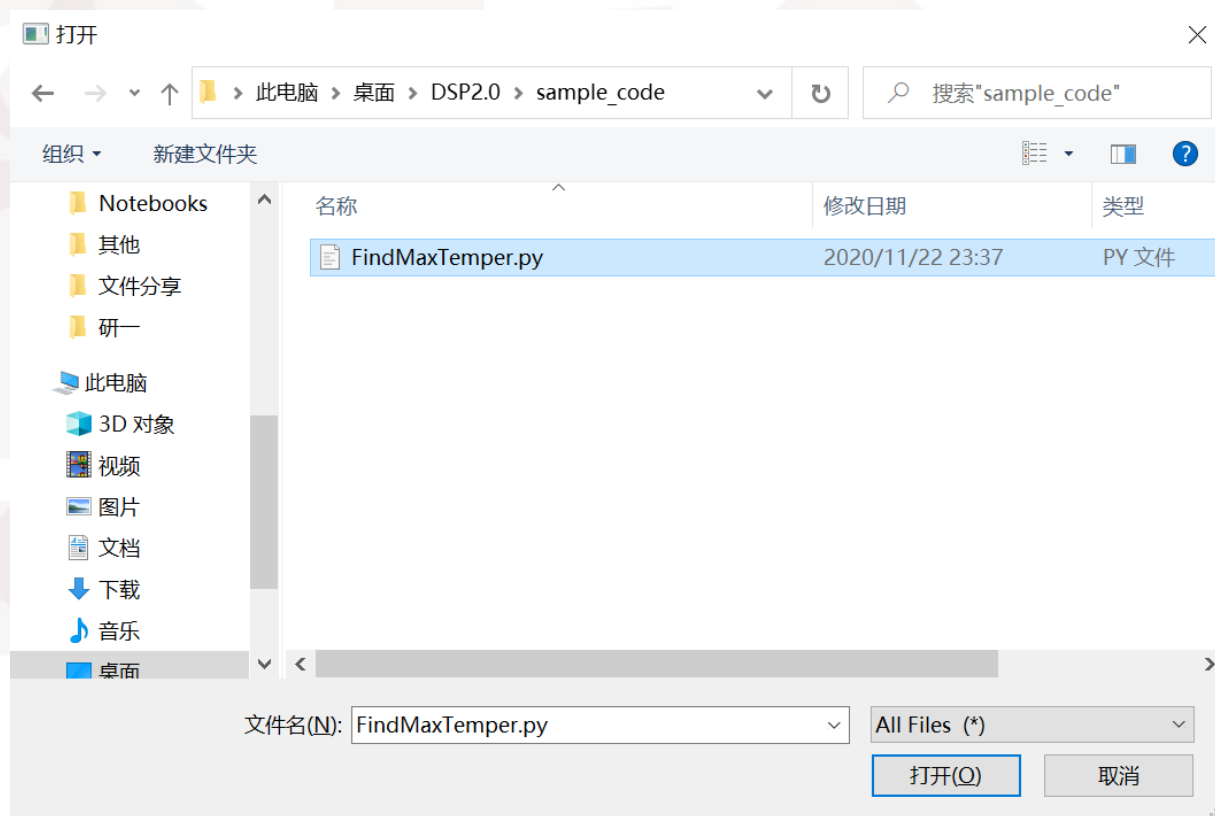 打开
此电脑 桌面 DSP2.0 sample_code 搜索"sample_code"
组织 新建文件夹
名称 修改日期 类型
FindMaxTemper.py 2020/11/22 23:37 PY 文件
Notebooks
其他
文件分享
研一
此电脑
3D 对象
视频
图片
文档
下载
音乐
桌面
文件名(N): FindMaxTemper.py All Files (*)
打开(O) 取消